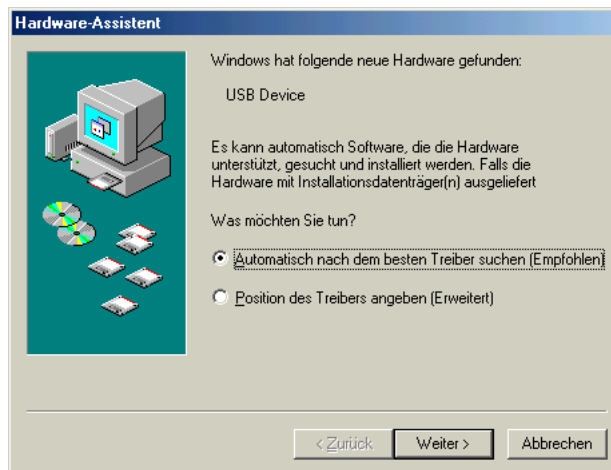 Hardware-Assistent
Windows hat folgende neue Hardware gefunden:
USB Device
Es kann automatisch Software, die die Hardware
unterstützt, gesucht und installiert werden. Falls die
Hardware mit Installationsdatenträger(n) ausgeliefert
Was möchten Sie tun?
Automatisch nach dem besten Treiber suchen (Empfohlen)
Position des Treibers angeben (Erweitert)
< Zurück Weiter > Abbrechen